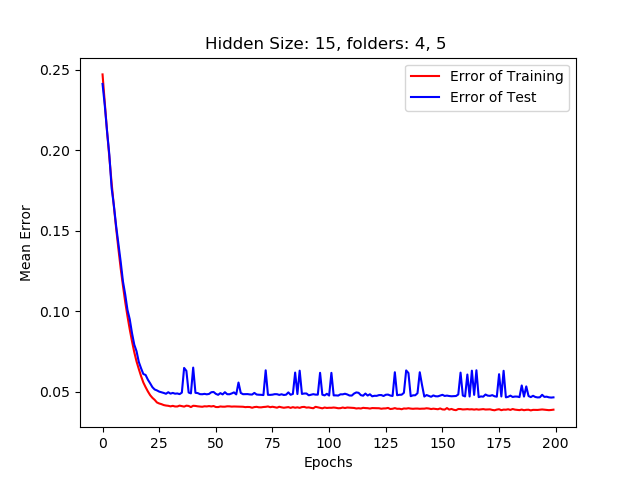 Hidden Size: 15, folders: 4, 5
Error of Training
Error of Test
Mean Error
0.25
0.20
0.15
0.10
0.05
0 25 50 75 100 125 150 175 200
Epochs